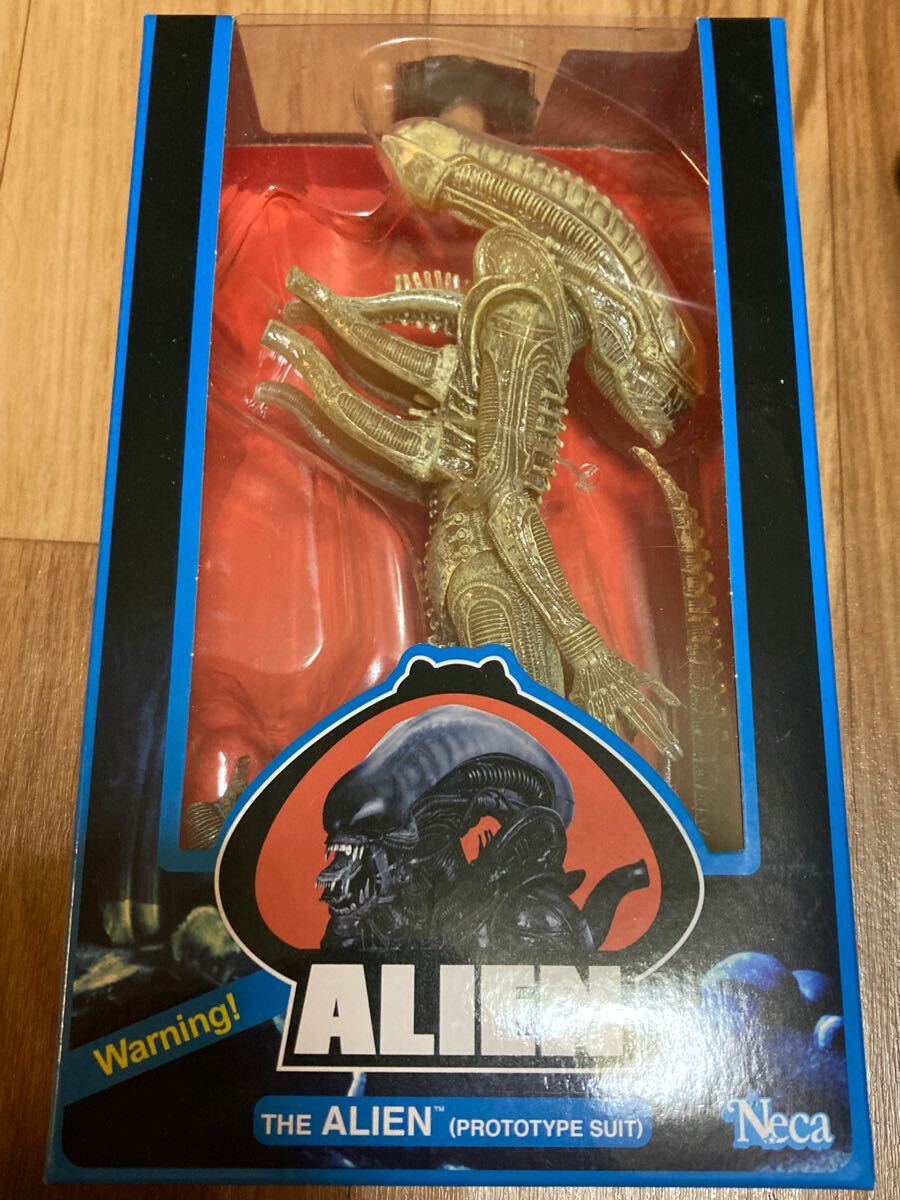 Warning!
ALIEN
THE ALIEN™ (PROTOTYPE SUIT)
Neca